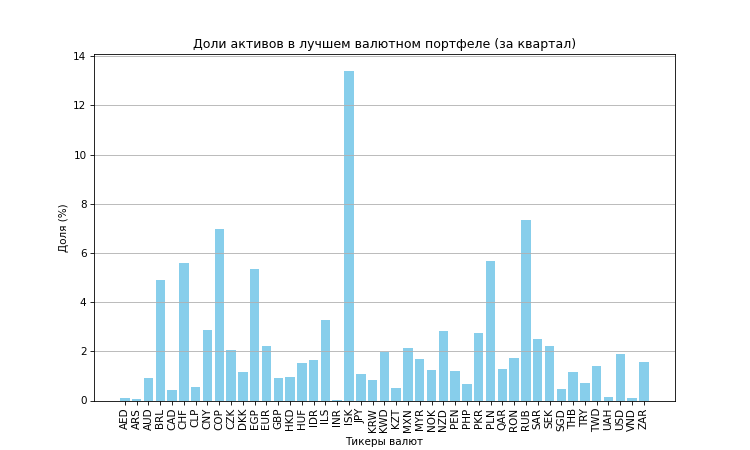 Доли активов в лучшем валютном портфеле (за квартал)
Доля (%)
14
12
10
8
6
4
2
0
AED ARS AUD BRL CAD CHF CLP CNY COP CZK DKK EGP EUR GBP HKD HUF IDR ILS INR ISK JPY KRW KWD KZT MXN MYR NOK NZD PEN PHP PKR PLN QAR RON RUB SAR SEK SGD THB TRY TWD UAH USD VND ZAR
Тикеры валют